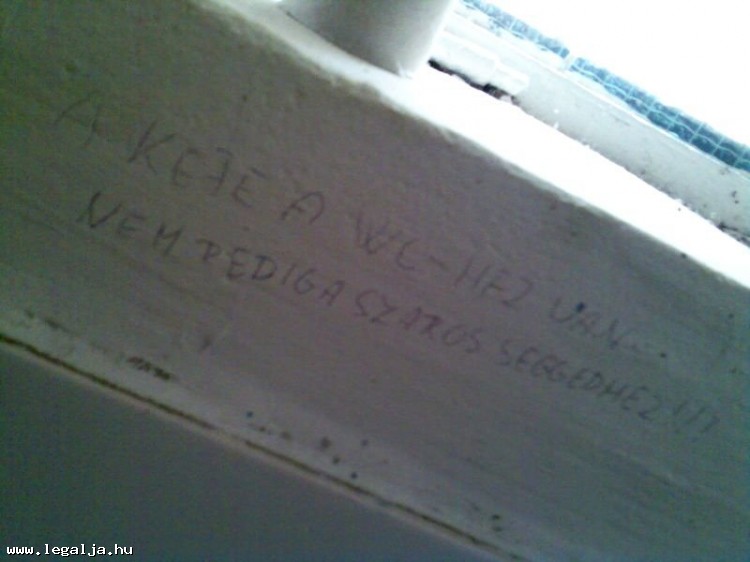 A KEFE A WC-HEZ VAN...
NEM PEDIG A SZAROS SEGGEDHEZ!!!
www.legalja.hu